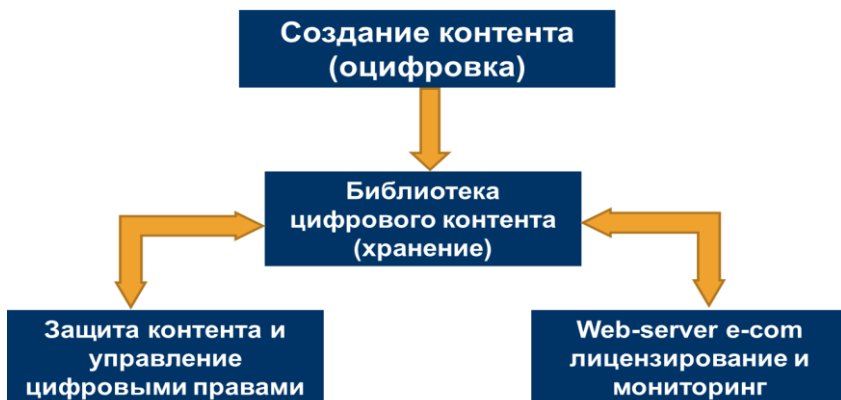 Создание контента
(оцифровка)
Библиотека
цифрового контента
(хранение)
Защита контента и
управление
цифровыми правами
Web-server e-com
лицензирование и
мониторинг